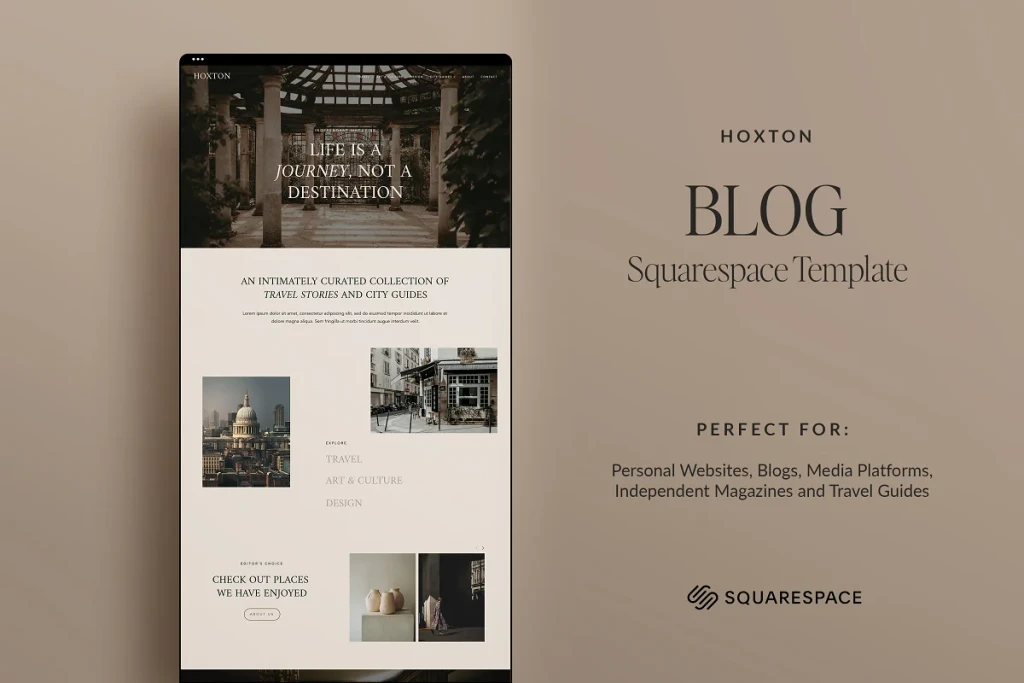 HOXTON
ABOUT
CONTACT
LIFE IS A
JOURNEY, NOT A
DESTINATION
AN INTIMATELY CURATED COLLECTION OF
TRAVEL STORIES AND CITY GUIDES
Lorem ipsum dolor sit amet, consectetur adipiscing elit, sed do eiusmod tempor incididunt ut labore et
dolore magna aliqua. Sem fringilla ut morbi tincidunt augue interdum velit.
EXPLORE
TRAVEL
ART & CULTURE
DESIGN
EDITOR'S CHOICE
CHECK OUT PLACES
WE HAVE ENJOYED
ABOUT US
HOXTON
BLOG
Squarespace Template
PERFECT FOR:
Personal Websites, Blogs, Media Platforms,
Independent Magazines and Travel Guides
SQUARESPACE